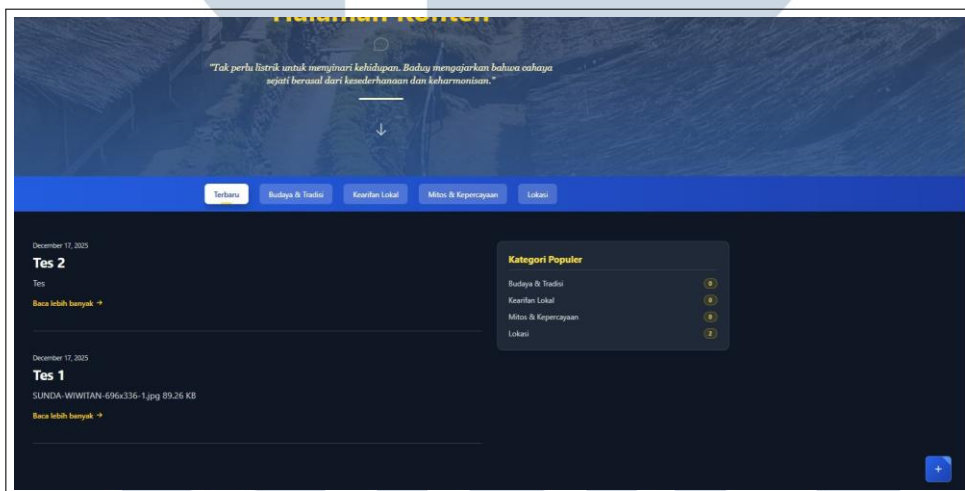 Halaman Konten
"Tak perlu listrik untuk menyinari kehidupan. Baduy mengajarkan bahwa cahaya
sejati berasal dari kesederhanaan dan keharmonisan."
Terbaru
Budaya & Tradisi
Kearifan Lokal
Mitos & Kepercayaan
Lokasi
December 17, 2025
Tes 2
Tes
Baca lebih banyak →
December 17, 2025
Tes 1
SUNDA-WIWITAN-696x336-1.jpg 89.26 KB
Baca lebih banyak →
Kategori Populer
Budaya & Tradisi 0
Kearifan Lokal 0
Mitos & Kepercayaan 0
Lokasi 2